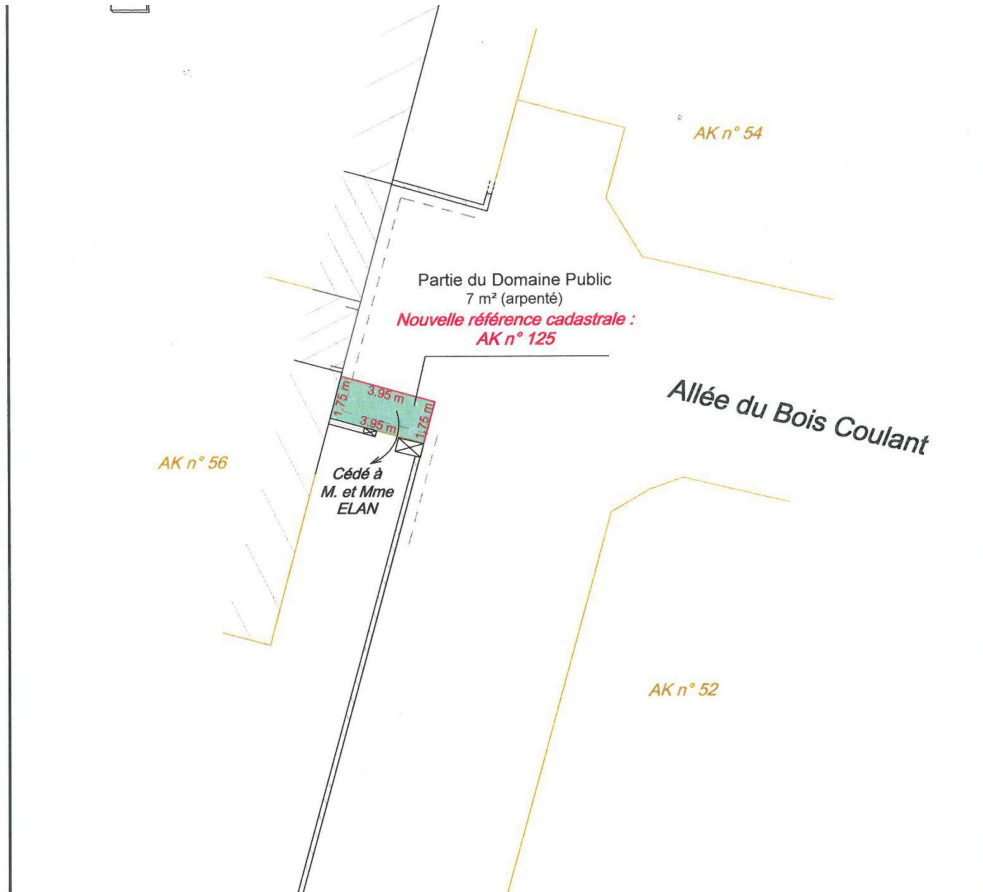 AK n° 54
Partie du Domaine Public
7 m² (arpenté)
Nouvelle référence cadastrale :
AK n° 125
Allée du Bois Coulant
3.95 m
1.75 m
1.75 m
3.95 m
AK n° 56
Cédé à
M. et Mme
ELAN
AK n° 52